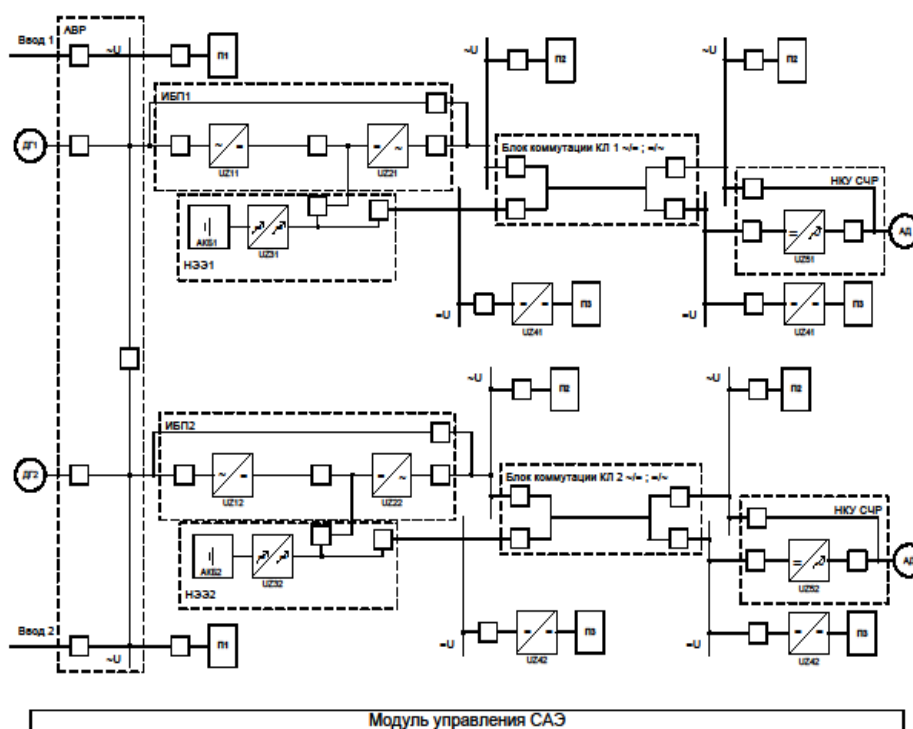 АВР
Ввод 1
~U
П1
~U
П2
~U
П2
ИБП1
ДГ1
~ =
UZ11
= ~
UZ21
Блок коммутации КЛ 1 ~/= ; =/~
НКУ СЧР
АКБ1
UZ31
НЭЭ1
=
UZ51
АД
=U
= =
UZ41
П3
=U
= =
UZ41
П3
~U
П2
~U
П2
ИБП2
ДГ2
~ =
UZ12
= ~
UZ22
Блок коммутации КЛ 2 ~/= ; =/~
НКУ СЧР
АКБ2
UZ32
НЭЭ2
=
UZ52
АД
Ввод 2
~U
П1
=U
= =
UZ42
П3
=U
= =
UZ42
П3
Модуль управления САЭ